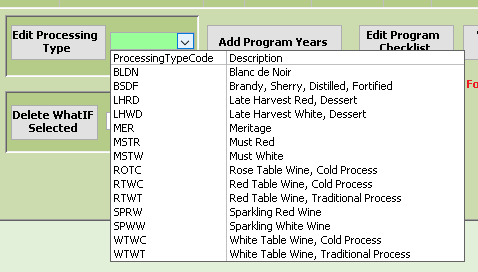 Edit Processing
Type
Add Program Years
Edit Program
Checklist
ProcessingTypeCode Description
BLDN Blanc de Noir
BSDF Brandy, Sherry, Distilled, Fortified
LHRD Late Harvest Red, Dessert
LHWD Late Harvest White, Dessert
MER Meritage
MSTR Must Red
MSTW Must White
ROTC Rose Table Wine, Cold Process
RTWC Red Table Wine, Cold Process
RTWT Red Table Wine, Traditional Process
SPRW Sparkling Red Wine
SPWW Sparkling White Wine
WTWC White Table Wine, Cold Process
WTWT White Table Wine, Traditional Process
Delete WhatIF
Selected
Fo